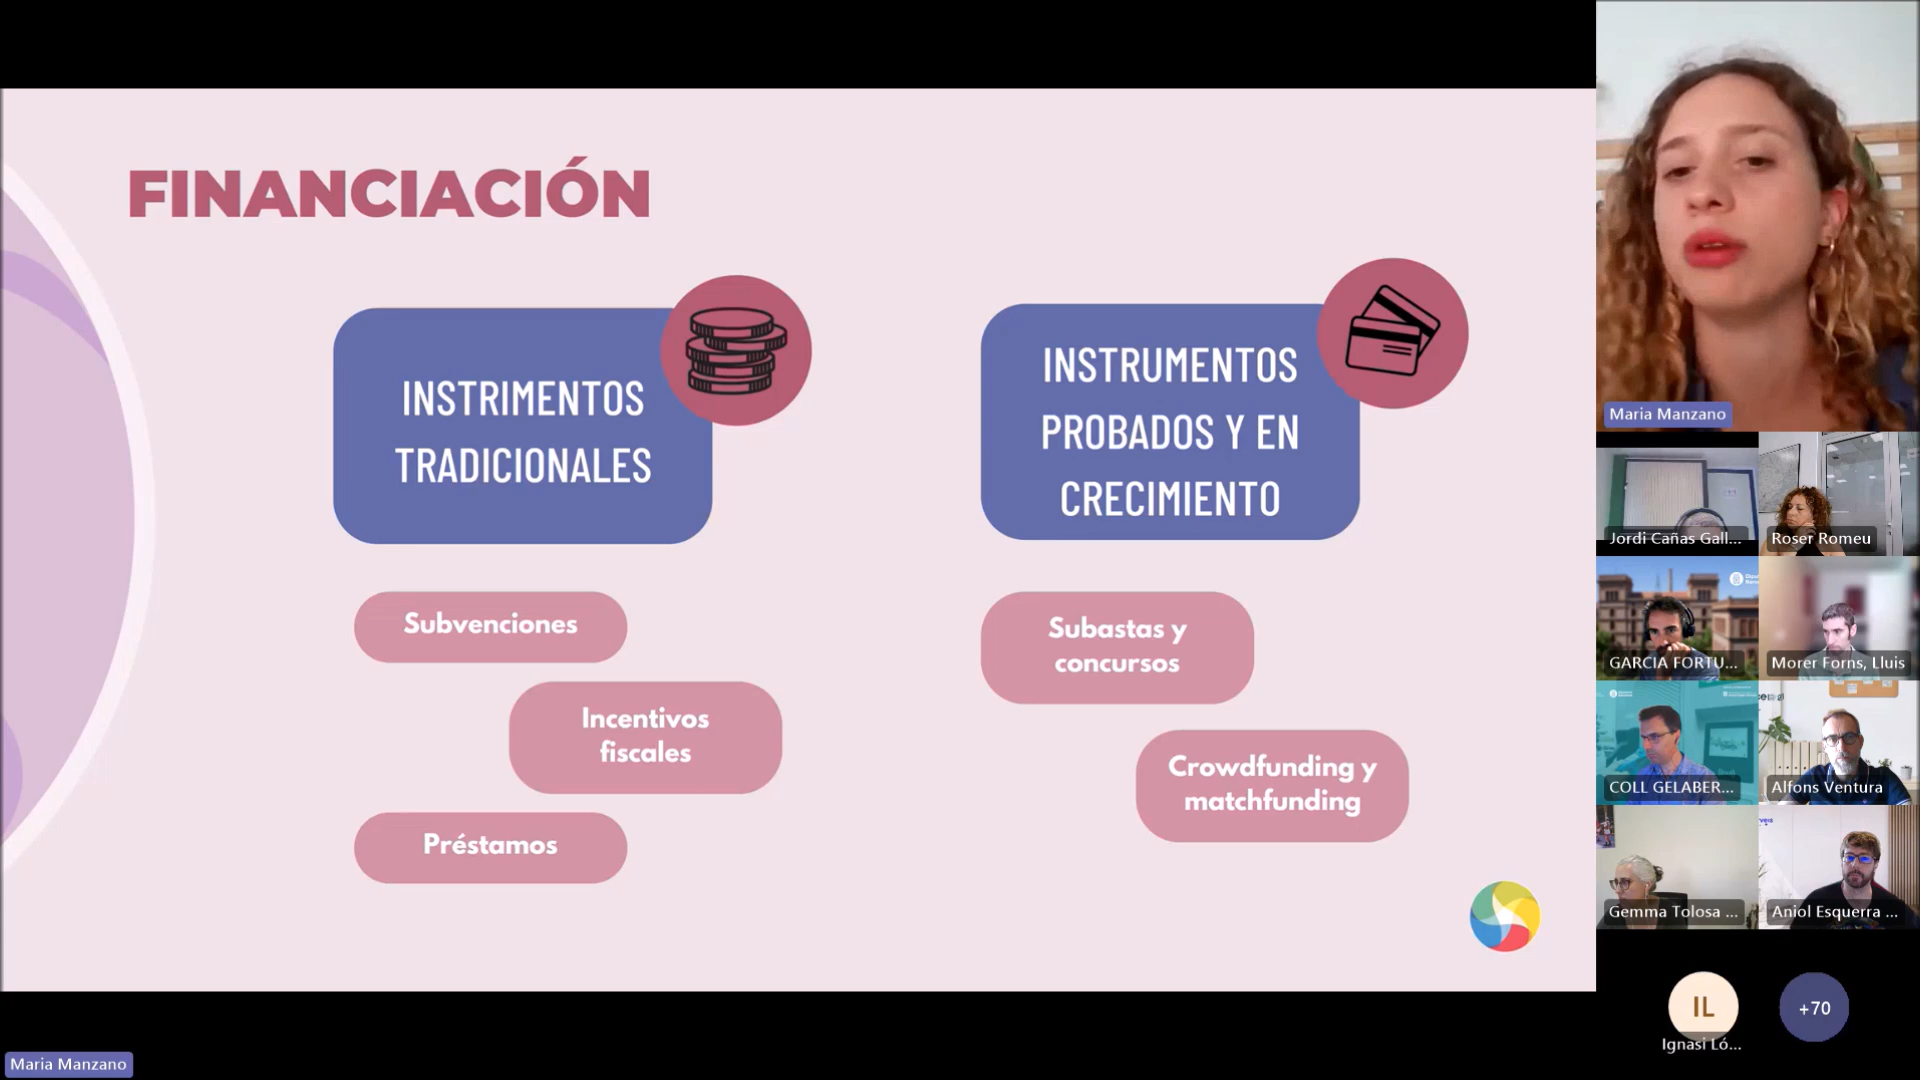 FINANCIACIÓN
INSTRIMENTOS
TRADICIONALES
Subvenciones
Incentivos
fiscales
Préstamos
INSTRUMENTOS
PROBADOS Y EN
CRECIMIENTO
Subastas y
concursos
Crowdfunding y
matchfunding
Maria Manzano
Maria Manzano
Jordi Cañas Gall...
Roser Romeu
GARCIA FORTU...
Morer Forns, Lluis
COLL GELABER...
Alfons Ventura
Gemma Tolosa ...
Aniol Esquerra ...
IL
Ignasi Ló...
+70